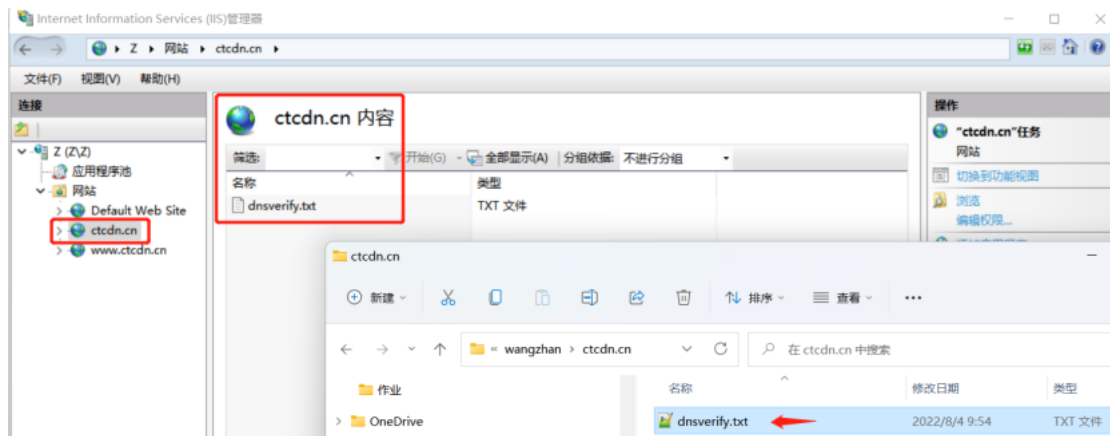 Internet Information Services (IIS)管理器
Z 网站 ctcdn.cn
文件(F) 视图(V) 帮助(H)
连接
Z (Z\Z)
应用程序池
网站
Default Web Site
ctcdn.cn
www.ctcdn.cn
ctcdn.cn 内容
筛选: 开始(G) 全部显示(A) 分组依据: 不进行分组
名称 类型
dnsverify.txt TXT 文件
操作
"ctcdn.cn"任务
网站
切换到功能视图
浏览
编辑权限...
ctcdn.cn
新建 排序 查看 ...
« wangzhan > ctcdn.cn 在 ctcdn.cn 中搜索
作业
OneDrive
名称 修改日期 类型
dnsverify.txt 2022/8/4 9:54 TXT 文件